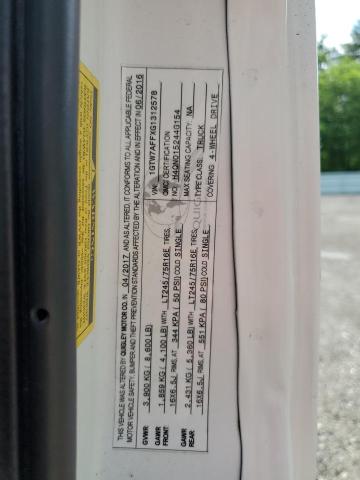 THIS VEHICLE WAS ALTERED BY QUIGLEY MOTOR CO. IN 04/2017 AND AS ALTERED, IT CONFORMS TO ALL APPLICABLE FEDERAL
MOTOR VEHICLE SAFETY, BUMPER AND THEFT PREVENTION STANDARDS AFFECTED BY THE ALTERATION AND IN EFFECT IN 06/2016
GVWR: 3,900 KG ( 8,600 LB) VIN: 1GTW7AFFXG1312578
GAWR FRONT: 1,859 KG ( 4,100 LB) WITH LT245/75R16E TIRES, GMC CERTIFICATION
16X6.5J RIMS, AT 344 KPA ( 50 PSI) COLD SINGLE NO: H4QM015244G154
GAWR REAR: 2,431 KG ( 5,360 LB) WITH LT245/75R16E TIRES, MAX SEATING CAPACITY: NA
16X6.5J RIMS, AT 551 KPA ( 80 PSI) COLD SINGLE TYPE CLASS: TRUCK
COVERING 4-WHEEL DRIVE